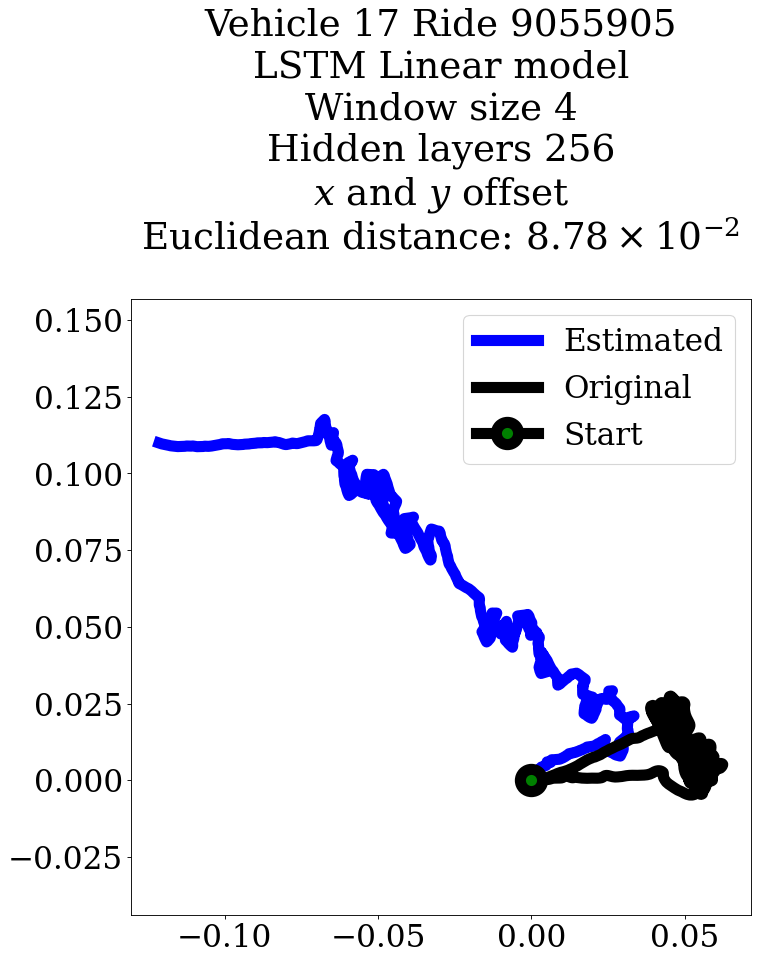 Vehicle 17 Ride 9055905
LSTM Linear model
Window size 4
Hidden layers 256
x and y offset
Euclidean distance: 8.78 × 10⁻²
Estimated
Original
Start
0.150
0.125
0.100
0.075
0.050
0.025
0.000
−0.025
−0.10 −0.05 0.00 0.05